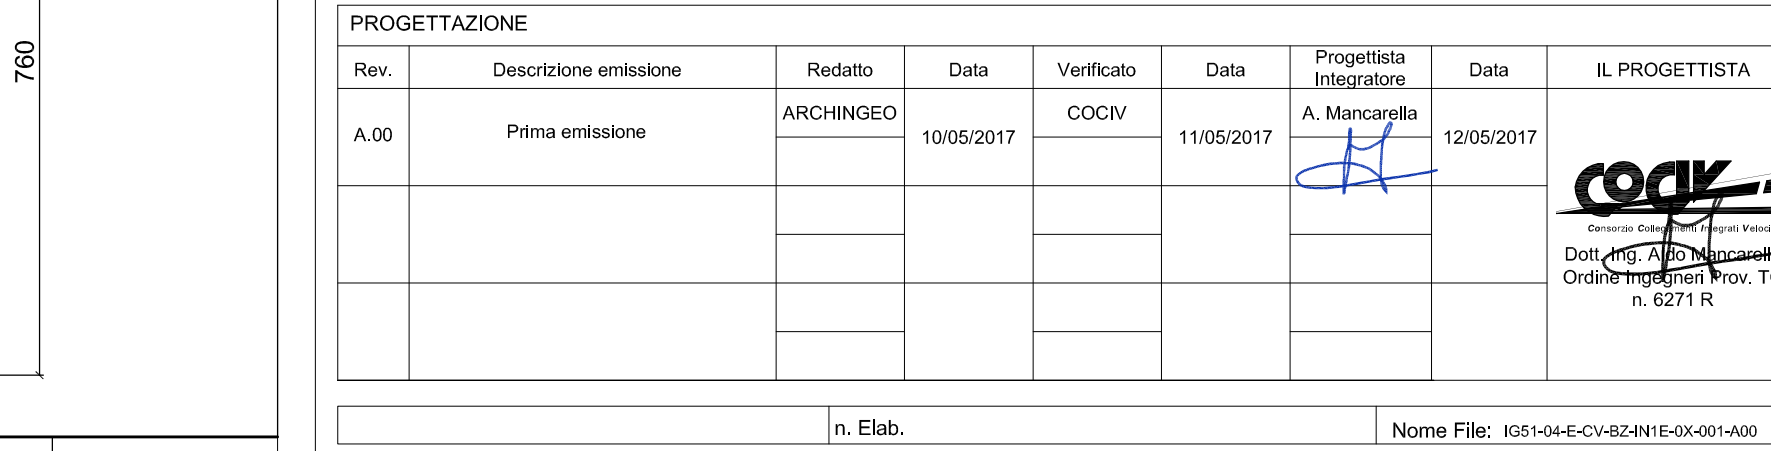 760
PROGETTAZIONE
Rev. Descrizione emissione Redatto Data Verificato Data Progettista Integratore Data IL PROGETTISTA
A.00 Prima emissione ARCHINGEO 10/05/2017 COCIV 11/05/2017 A. Mancarella 12/05/2017
COCIV
Consorzio Collegamenti Integrati Veloci
Dott. Ing. Aldo Mancarell
Ordine Ingegneri Prov. T
n. 6271 R
n. Elab. Nome File: IG51-04-E-CV-BZ-IN1E-0X-001-A00